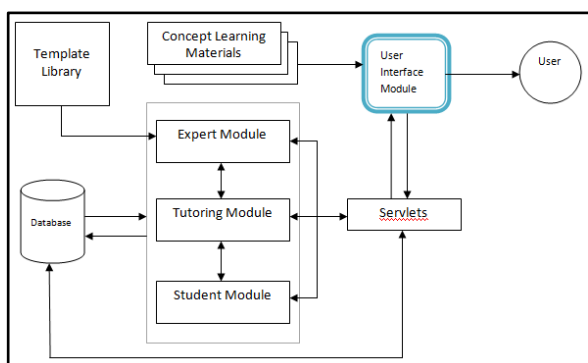 Template
Library
Concept Learning
Materials
User
Interface
Module
User
Expert Module
Database
Tutoring Module
Servlets
Student Module